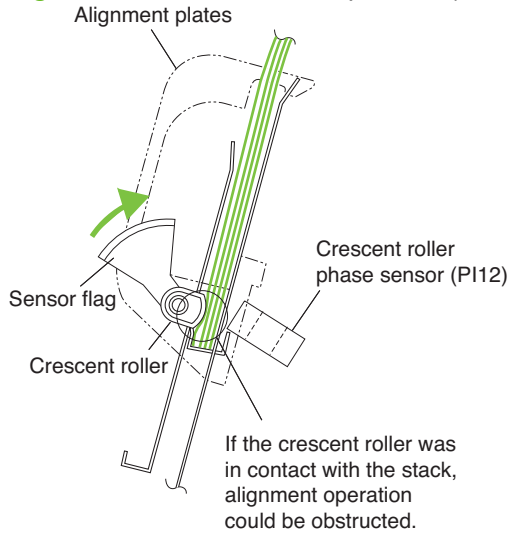 Alignment plates
Crescent roller
phase sensor (PI12)
Sensor flag
Crescent roller
If the crescent roller was
in contact with the stack,
alignment operation
could be obstructed.